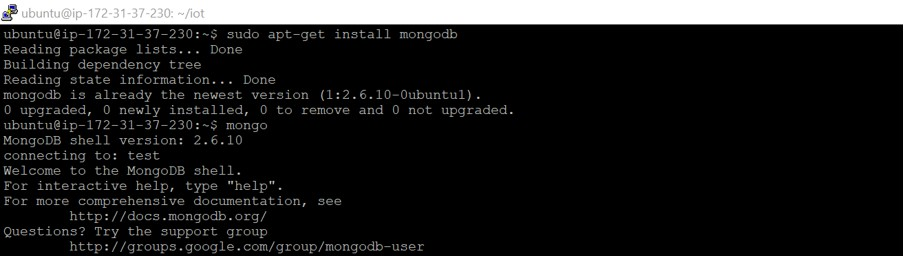 ubuntu@ip-172-31-37-230: ~/iot
ubuntu@ip-172-31-37-230:~$ sudo apt-get install mongodb
Reading package lists... Done
Building dependency tree
Reading state information... Done
mongodb is already the newest version (1:2.6.10-0ubuntu1).
0 upgraded, 0 newly installed, 0 to remove and 0 not upgraded.
ubuntu@ip-172-31-37-230:~$ mongo
MongoDB shell version: 2.6.10
connecting to: test
Welcome to the MongoDB shell.
For interactive help, type "help".
For more comprehensive documentation, see
        http://docs.mongodb.org/
Questions? Try the support group
        http://groups.google.com/group/mongodb-user